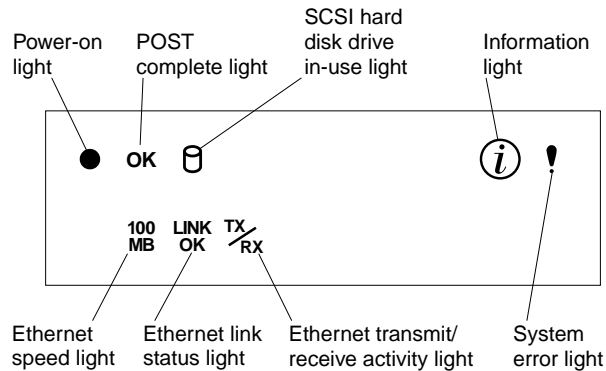 Power-on
light
POST
complete light
SCSI hard
disk drive
in-use light
Information
light
OK
i
!
100
MB
LINK
OK
TX/RX
Ethernet
speed light
Ethernet link
status light
Ethernet transmit/
receive activity light
System
error light